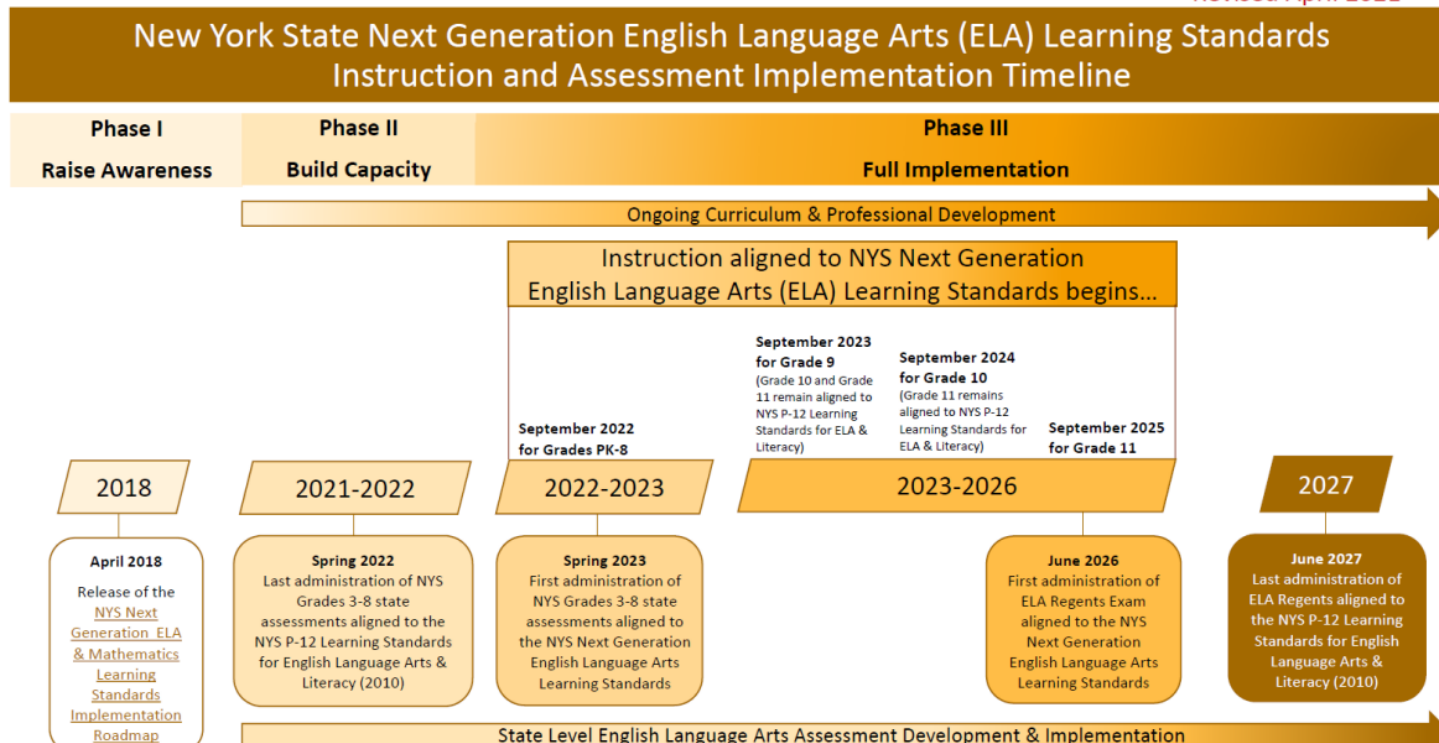 New York State Next Generation English Language Arts (ELA) Learning Standards
Instruction and Assessment Implementation Timeline
Phase I
Raise Awareness
Phase II
Build Capacity
Phase III
Full Implementation
Ongoing Curriculum & Professional Development
Instruction aligned to NYS Next Generation
English Language Arts (ELA) Learning Standards begins...
September 2022
for Grades PK-8
September 2023
for Grade 9
(Grade 10 and Grade
11 remain aligned to
NYS P-12 Learning
Standards for ELA &
Literacy)
September 2024
for Grade 10
(Grade 11 remains
aligned to NYS P-12
Learning Standards for
ELA & Literacy)
September 2025
for Grade 11
2018
2021-2022
2022-2023
2023-2026
2027
April 2018
Release of the
NYS Next
Generation ELA
& Mathematics
Learning
Standards
Implementation
Roadmap
Spring 2022
Last administration of NYS
Grades 3-8 state
assessments aligned to the
NYS P-12 Learning Standards
for English Language Arts &
Literacy (2010)
Spring 2023
First administration of
NYS Grades 3-8 state
assessments aligned to
the NYS Next Generation
English Language Arts
Learning Standards
June 2026
First administration of
ELA Regents Exam
aligned to the NYS
Next Generation
English Language Arts
Learning Standards
June 2027
Last administration of
ELA Regents aligned to
the NYS P-12 Learning
Standards for English
Language Arts &
Literacy (2010)
State Level English Language Arts Assessment Development & Implementation